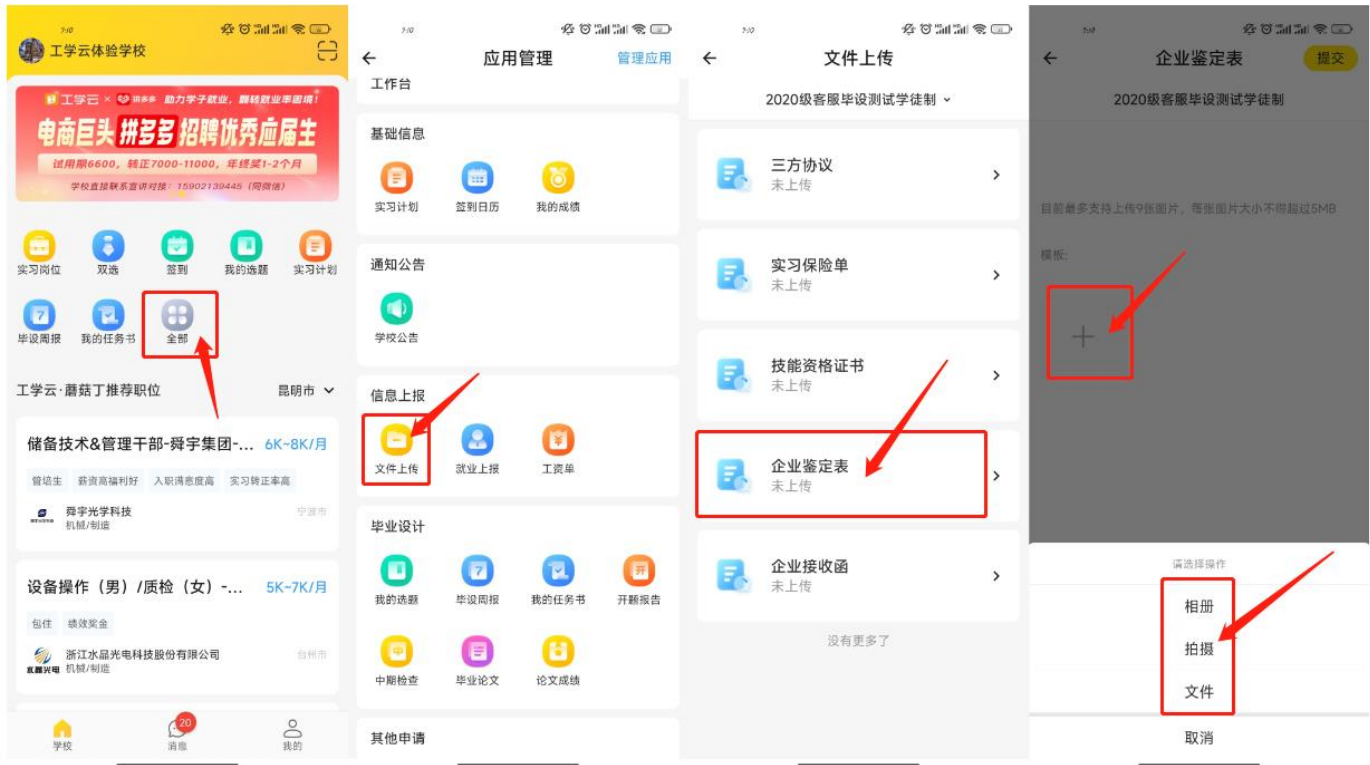 7:10
工学云体验学校
工学云 × 拼多多 助力学子就业，翻转就业率困境！
电商巨头 拼多多 招聘优秀应届生
试用期6600，转正7000-11000，年终奖1-2个月
学校直接联系宣讲对接：15902139445（同微信）
实习岗位 双选 签到 我的选题 实习计划
毕设周报 我的任务书 全部
工学云·蘑菇丁推荐职位 昆明市
储备技术&管理干部-舜宇集团-... 6K~8K/月
管培生 薪资高福利好 入职满意度高 实习转正率高
舜宇光学科技 宁波市
机械/制造
设备操作（男）/质检（女）-... 5K~7K/月
包住 绩效奖金
浙江水晶光电科技股份有限公司 台州市
水晶光电 机械/制造
20
学校 消息 我的
7:10
应用管理 管理应用
工作台
基础信息
实习计划 签到日历 我的成绩
通知公告
学校公告
信息上报
文件上传 就业上报 工资单
毕业设计
我的选题 毕设周报 我的任务书 开题报告
中期检查 毕业论文 论文成绩
其他申请
7:10
文件上传
2020级客服毕设测试学徒制
三方协议
未上传
实习保险单
未上传
技能资格证书
未上传
企业鉴定表
未上传
企业接收函
未上传
没有更多了
企业鉴定表 提交
2020级客服毕设测试学徒制
目前最多支持上传9张图片，每张图片大小不得超过5MB
模板:
请选择操作
相册
拍摄
文件
取消